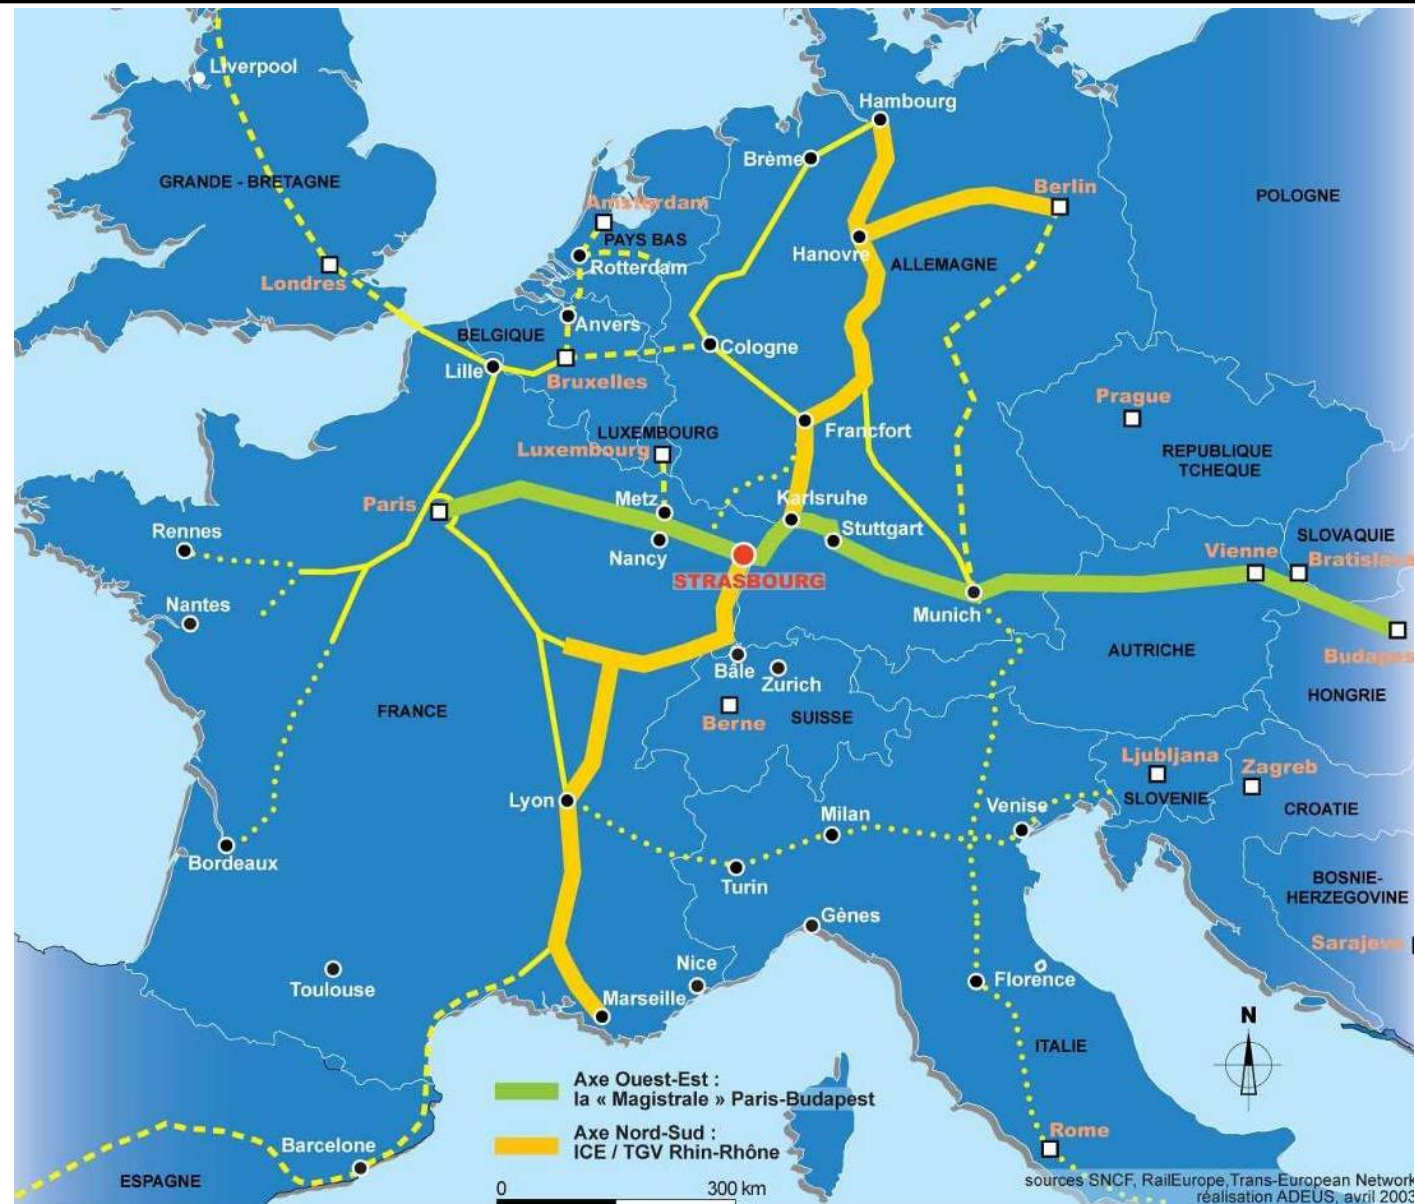 Liverpool
Hambourg
Brème
GRANDE - BRETAGNE
Berlin
POLOGNE
Amsterdam
PAYS BAS
Hanovre
ALLEMAGNE
Rotterdam
Londres
Anvers
BELGIQUE
Cologne
Lille
Bruxelles
Prague
LUXEMBOURG
Francfort
Luxembourg
REPUBLIQUE
TCHEQUE
Metz
Karlsruhe
Paris
Stuttgart
Rennes
SLOVAQUIE
Nancy
Vienne
Bratislava
STRASBOURG
Nantes
Munich
AUTRICHE
Budapes
Bâle
Zurich
HONGRIE
FRANCE
Berne
SUISSE
Ljubljana
Zagreb
Lyon
SLOVENIE
Venise
CROATIE
Milan
Bordeaux
Turin
BOSNIE-
HERZEGOVINE
Gènes
Sarajevo
Nice
Toulouse
Florence
Marseille
N
ITALIE
Axe Ouest-Est :
la « Magistrale » Paris-Budapest
Axe Nord-Sud :
ICE / TGV Rhin-Rhône
Rome
Barcelone
ESPAGNE
0 300 km
sources SNCF, RailEurope,Trans-European Network
réalisation ADEUS, avril 2003